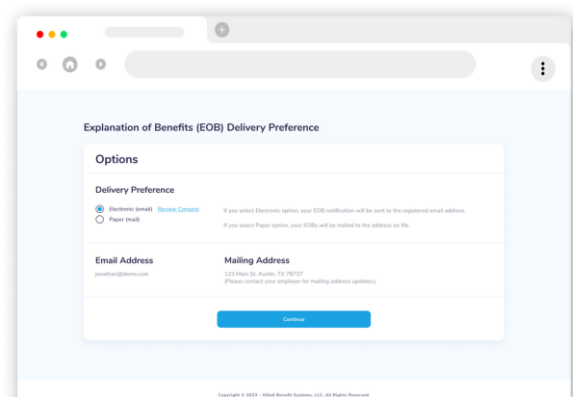 Explanation of Benefits (EOB) Delivery Preference
Options
Delivery Preference
Electronic (email) Review Consent
Paper (mail)
If you select Electronic option, your EOB notification will be sent to the registered email address.
If you select Paper option, your EOBs will be mailed to the address on file.
Email Address
jonathan@demo.com
Mailing Address
123 Main St. Austin, TX 78737
(Please contact your employer for mailing address updates.)
Continue
Copyright © 2023 - Allied Benefit Systems, LLC. All Rights Reserved.